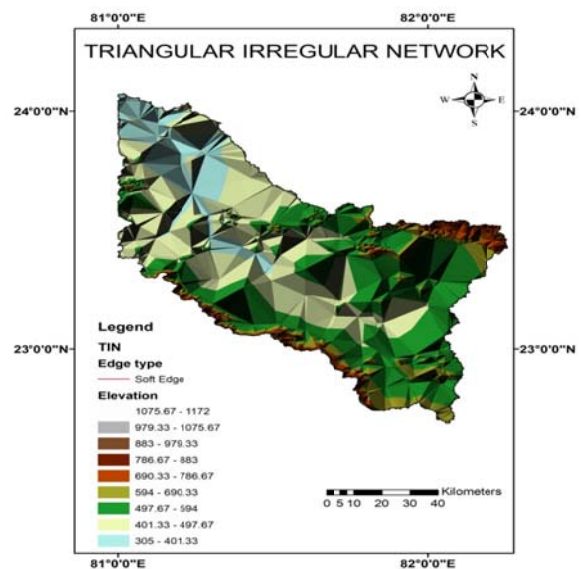 81°0'0"E 82°0'0"E
TRIANGULAR IRREGULAR NETWORK
N
W E
S
24°0'0"N 24°0'0"N
23°0'0"N 23°0'0"N
Legend
TIN
Edge type
Soft Edge
Elevation
1075.67 - 1172
979.33 - 1075.67
883 - 979.33
786.67 - 883
690.33 - 786.67
594 - 690.33
497.67 - 594
401.33 - 497.67
305 - 401.33
Kilometers
0 5 10 20 30 40
81°0'0"E 82°0'0"E